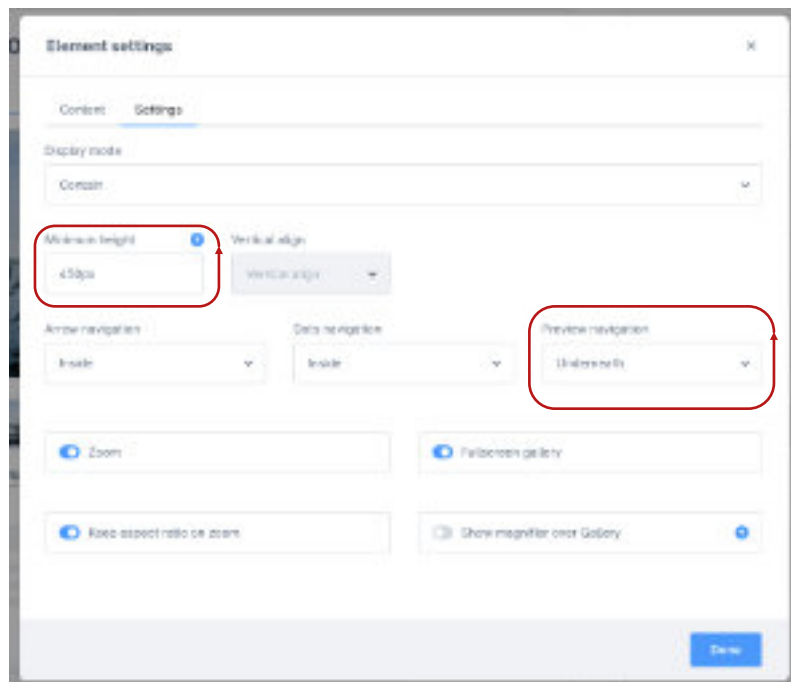 Element settings
Content Settings
Display mode
Contain
Minimum height Vertical align
450px Vertical align
Arrow navigation Dots navigation Preview navigation
Inside Inside Underneath
Zoom Fullscreen gallery
Keep aspect ratio on zoom Show magnifier over Gallery
Done